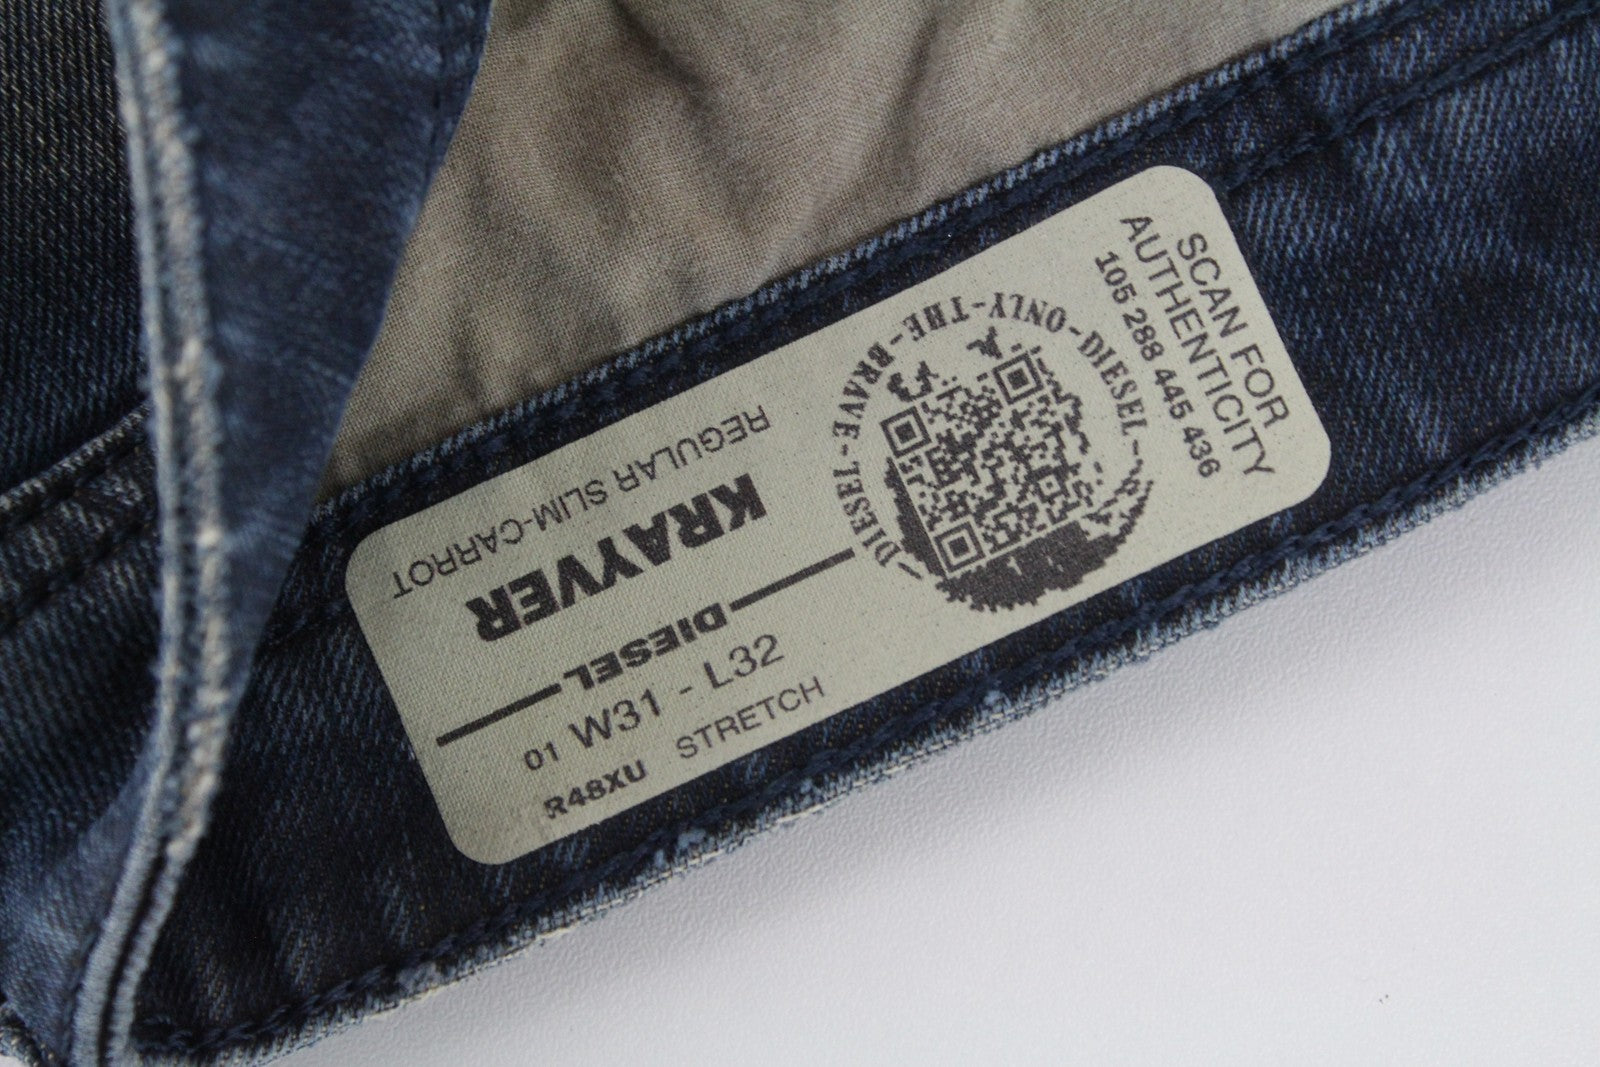 SCAN FOR
AUTHENTICITY
105 288 445 436
- DIESEL - BRAVE - THE - ONLY - DIESEL -
REGULAR SLIM-CARROT
KRAYVER
DIESEL
01 W31 - L32
R48XU STRETCH